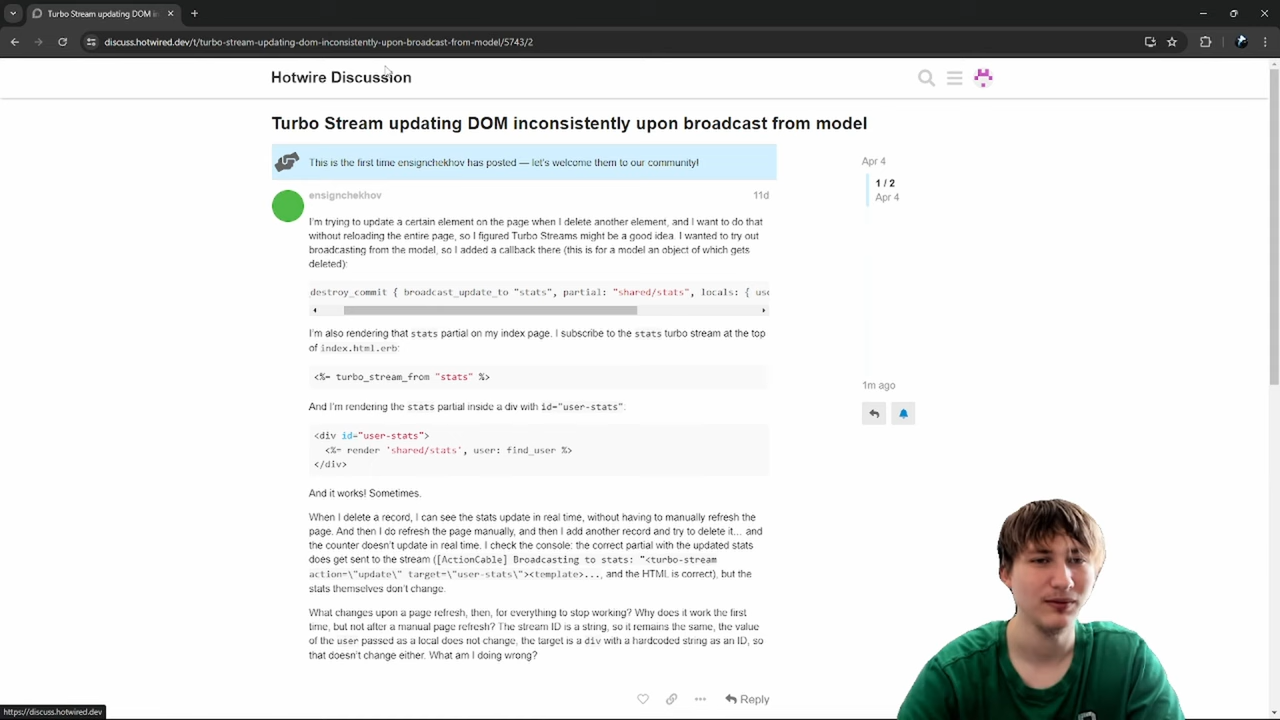 Turbo Stream updating DOM in
discuss.hotwired.dev/t/turbo-stream-updating-dom-inconsistently-upon-broadcast-from-model/5743/2
Hotwire Discussion
Turbo Stream updating DOM inconsistently upon broadcast from model
This is the first time ensignchekhov has posted — let's welcome them to our community!
ensignchekhov
11d
I'm trying to update a certain element on the page when I delete another element, and I want to do that
without reloading the entire page, so I figured Turbo Streams might be a good idea. I wanted to try out
broadcasting from the model, so I added a callback there (this is for a model an object of which gets
deleted):
destroy_commit { broadcast_update_to "stats", partial: "shared/stats", locals: { use
I'm also rendering that stats partial on my index page. I subscribe to the stats turbo stream at the top
of index.html.erb:
<%= turbo_stream_from "stats" %>
And I'm rendering the stats partial inside a div with id="user-stats":
<div id="user-stats">
<%= render 'shared/stats', user: find_user %>
</div>
And it works! Sometimes.
When I delete a record, I can see the stats update in real time, without having to manually refresh the
page. And then I do refresh the page manually, and then I add another record and try to delete it… and
the counter doesn't update in real time. I check the console: the correct partial with the updated stats
does get sent to the stream ([ActionCable] Broadcasting to stats: "<turbo-stream
action=\"update\" target=\"user-stats\"><template>..., and the HTML is correct), but the
stats themselves don't change.
What changes upon a page refresh, then, for everything to stop working? Why does it work the first
time, but not after a manual page refresh? The stream ID is a string, so it remains the same, the value
of the user passed as a local does not change, the target is a div with a hardcoded string as an ID, so
that doesn't change either. What am I doing wrong?
Reply
Apr 4
1 / 2
Apr 4
1m ago
https://discuss.hotwired.dev